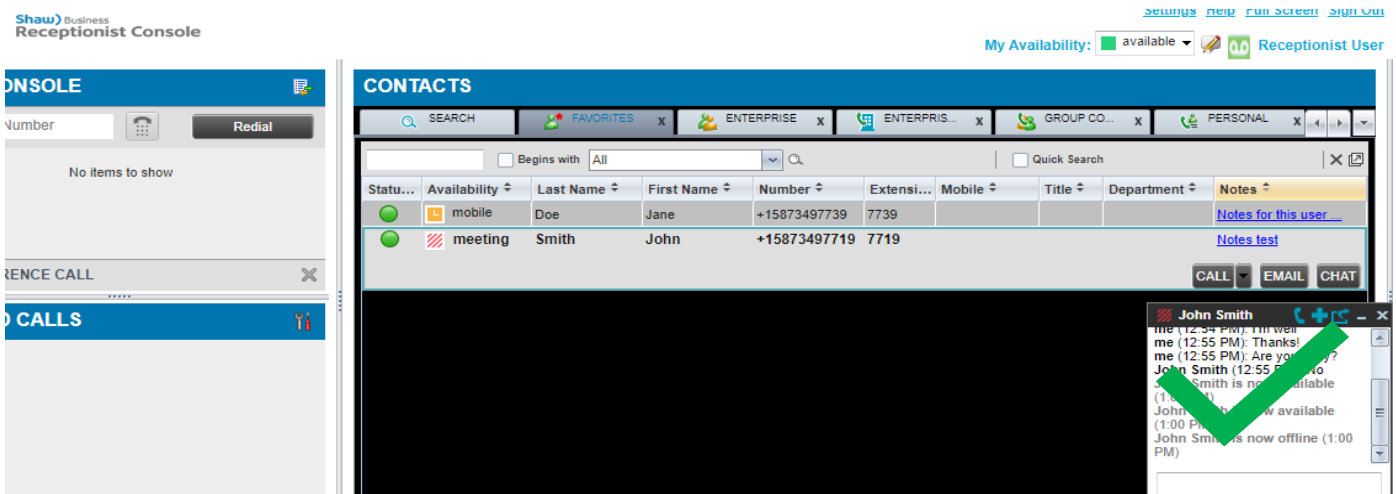 Settings Help Full Screen Sign Out
Shaw) Business
Receptionist Console
My Availability: available Receptionist User
ONSOLE
CONTACTS
SEARCH FAVORITES x ENTERPRISE x ENTERPRIS... x GROUP CO... x PERSONAL x
Number Redial
Begins with All Quick Search
No items to show
Statu... Availability Last Name First Name Number Extensi... Mobile Title Department Notes
mobile Doe Jane +15873497739 7739 Notes for this user ...
meeting Smith John +15873497719 7719 Notes test
RENCE CALL
CALL EMAIL CHAT
CALLS
John Smith
me (12:54 PM): I'm well
me (12:55 PM): Thanks!
me (12:55 PM): Are you
John Smith (12:55 No
Smith is
John available
(1:00
John is now offline (1:00
PM)